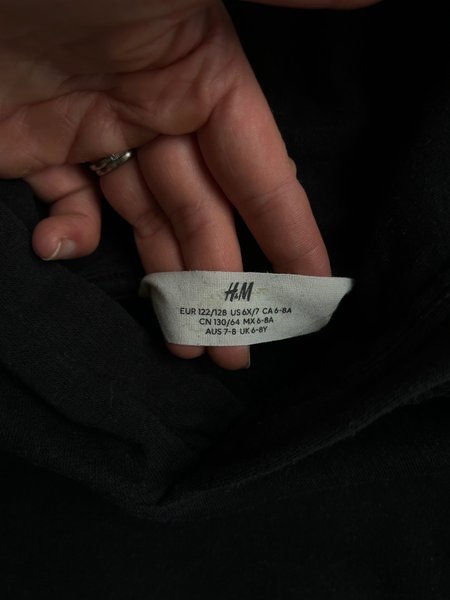 H&M
EUR 122/128 US 6X/7 CA 6-8A
CN 130/64 MX 6-8A
AUS 7-8 UK 6-8Y